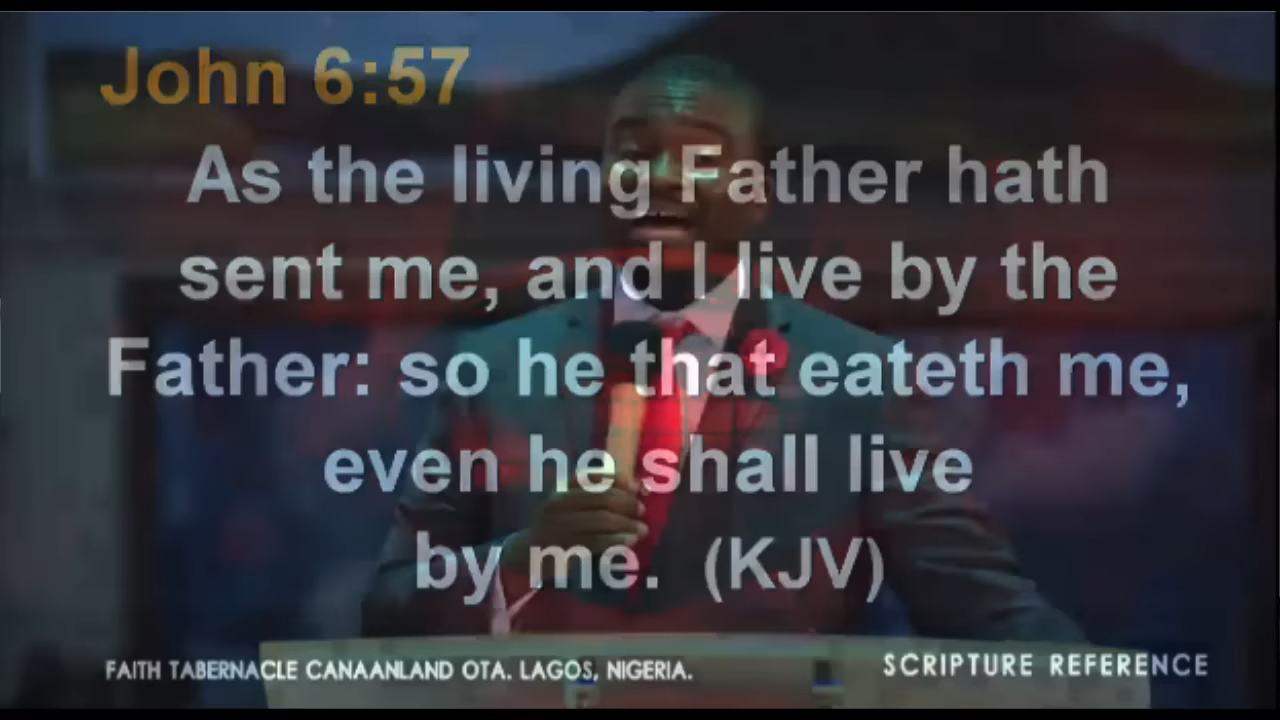 John 6:57
As the living Father hath
sent me, and I live by the
Father: so he that eateth me,
even he shall live
by me. (KJV)
FAITH TABERNACLE CANAANLAND OTA. LAGOS, NIGERIA.
SCRIPTURE REFERENCE